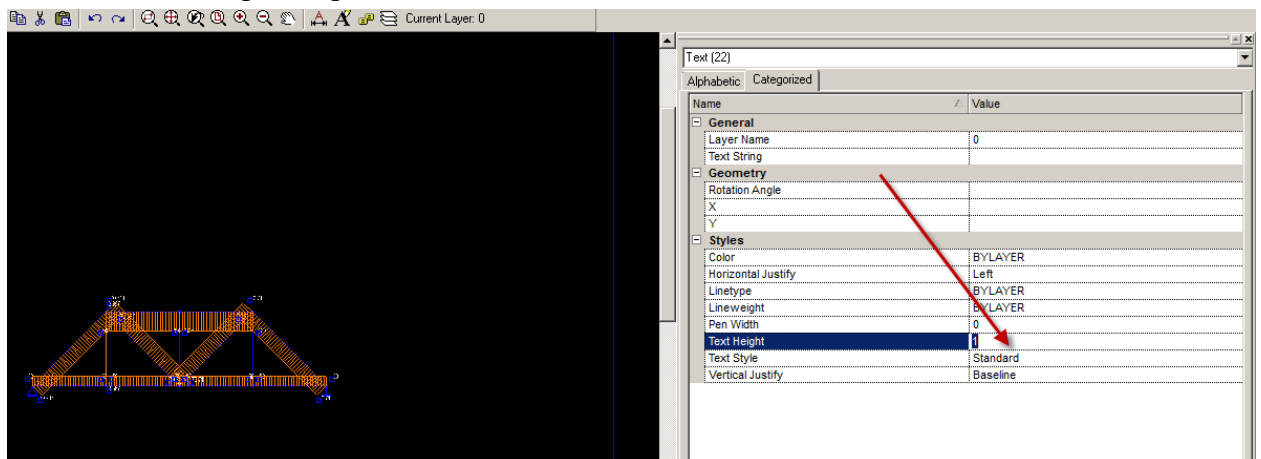 Current Layer: 0
Text (22)
Alphabetic Categorized
Name Value
General
Layer Name 0
Text String
Geometry
Rotation Angle
X
Y
Styles
Color BYLAYER
Horizontal Justify Left
Linetype BYLAYER
Lineweight BYLAYER
Pen Width 0
Text Height 1
Text Style Standard
Vertical Justify Baseline